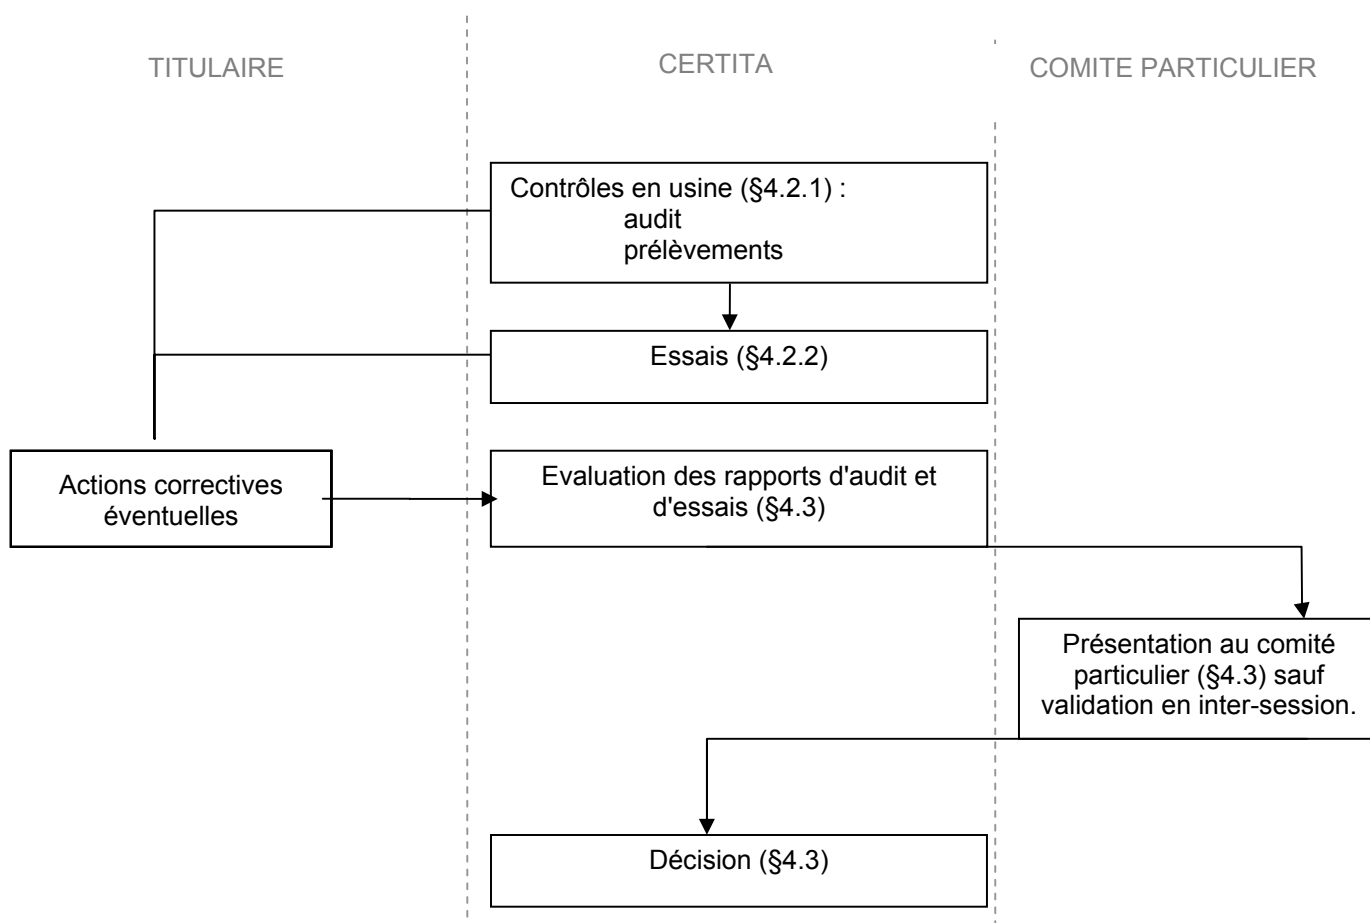 TITULAIRE
CERTITA
COMITE PARTICULIER
Contrôles en usine (§4.2.1) :
audit
prélèvements
Essais (§4.2.2)
Actions correctives
éventuelles
Evaluation des rapports d'audit et
d'essais (§4.3)
Présentation au comité
particulier (§4.3) sauf
validation en inter-session.
Décision (§4.3)